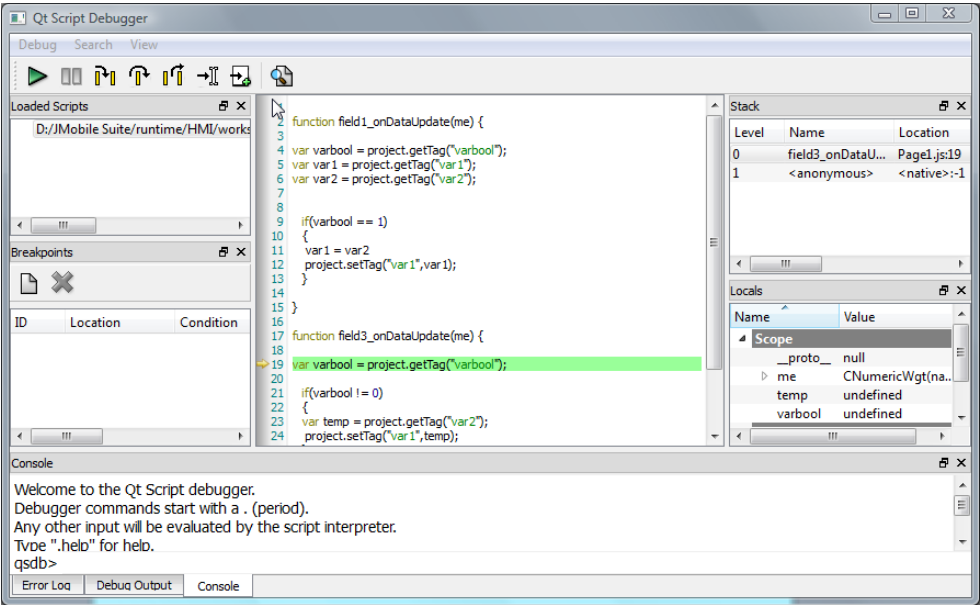 Qt Script Debugger
Debug Search View
Loaded Scripts
D:/JMobile Suite/runtime/HMI/works
Breakpoints
ID Location Condition
1
2 function field1_onDataUpdate(me) {
3
4 var varbool = project.getTag("varbool");
5 var var1 = project.getTag("var1");
6 var var2 = project.getTag("var2");
7
8
9 if(varbool == 1)
10 {
11 var1 = var2
12 project.setTag("var1",var1);
13 }
14
15 }
16
17 function field3_onDataUpdate(me) {
18
19 var varbool = project.getTag("varbool");
20
21 if(varbool != 0)
22 {
23 var temp = project.getTag("var2");
24 project.setTag("var1",temp);
Stack
Level Name Location
0 field3_onDataU... Page1.js:19
1 <anonymous> <native>:-1
Locals
Name Value
Scope
__proto__ null
me CNumericWgt(na...
temp undefined
varbool undefined
Console
Welcome to the Qt Script debugger.
Debugger commands start with a . (period).
Any other input will be evaluated by the script interpreter.
Type ".help" for help.
qsdb>
Error Log Debug Output Console